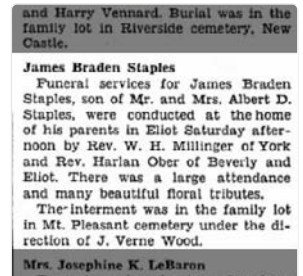 and Harry Vennard. Burial was in the
family lot in Riverside cemetery, New
Castle.
James Braden Staples
Funeral services for James Braden
Staples, son of Mr. and Mrs. Albert D.
Staples, were conducted at the home
of his parents in Eliot Saturday after-
noon by Rev. W. H. Millinger of York
and Rev. Harlan Ober of Beverly and
Eliot. There was a large attendance
and many beautiful floral tributes.
The interment was in the family lot
in Mt. Pleasant cemetery under the di-
rection of J. Verne Wood.
Mrs. Josephine K. LeBaron